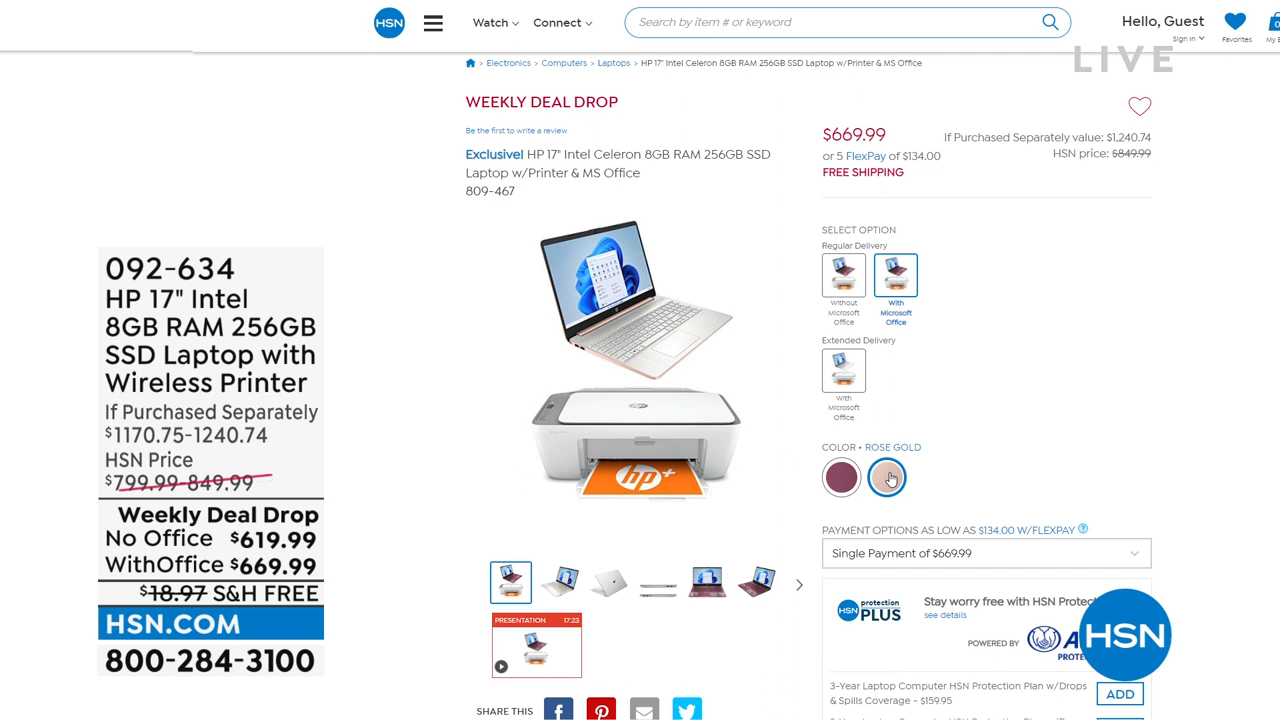 HSN
Watch
Connect
Search by item # or keyword
Hello, Guest
Sign In
Favorites
0
LIVE
> Electronics > Computers > Laptops > HP 17" Intel Celeron 8GB RAM 256GB SSD Laptop w/Printer & MS Office
WEEKLY DEAL DROP
Be the first to write a review
Exclusive! HP 17" Intel Celeron 8GB RAM 256GB SSD
Laptop w/Printer & MS Office
809-467
$669.99
If Purchased Separately value: $1,240.74
or 5 FlexPay of $134.00
HSN price: $849.99
FREE SHIPPING
SELECT OPTION
Regular Delivery
Without
Microsoft
Office
With
Microsoft
Office
Extended Delivery
With
Microsoft
Office
COLOR • ROSE GOLD
PAYMENT OPTIONS AS LOW AS $134.00 W/FLEXPAY ?
Single Payment of $669.99
HSN protection PLUS
Stay worry free with HSN Protec
see details
POWERED BY
HSN
3-Year Laptop Computer HSN Protection Plan w/Drops
& Spills Coverage - $159.95
ADD
hp+
PRESENTATION 17:23
SHARE THIS
092-634
HP 17" Intel
8GB RAM 256GB
SSD Laptop with
Wireless Printer
If Purchased Separately
$1170.75-1240.74
HSN Price
$799.99-849.99
Weekly Deal Drop
No Office $619.99
WithOffice $669.99
$18.97 S&H FREE
HSN.COM
800-284-3100